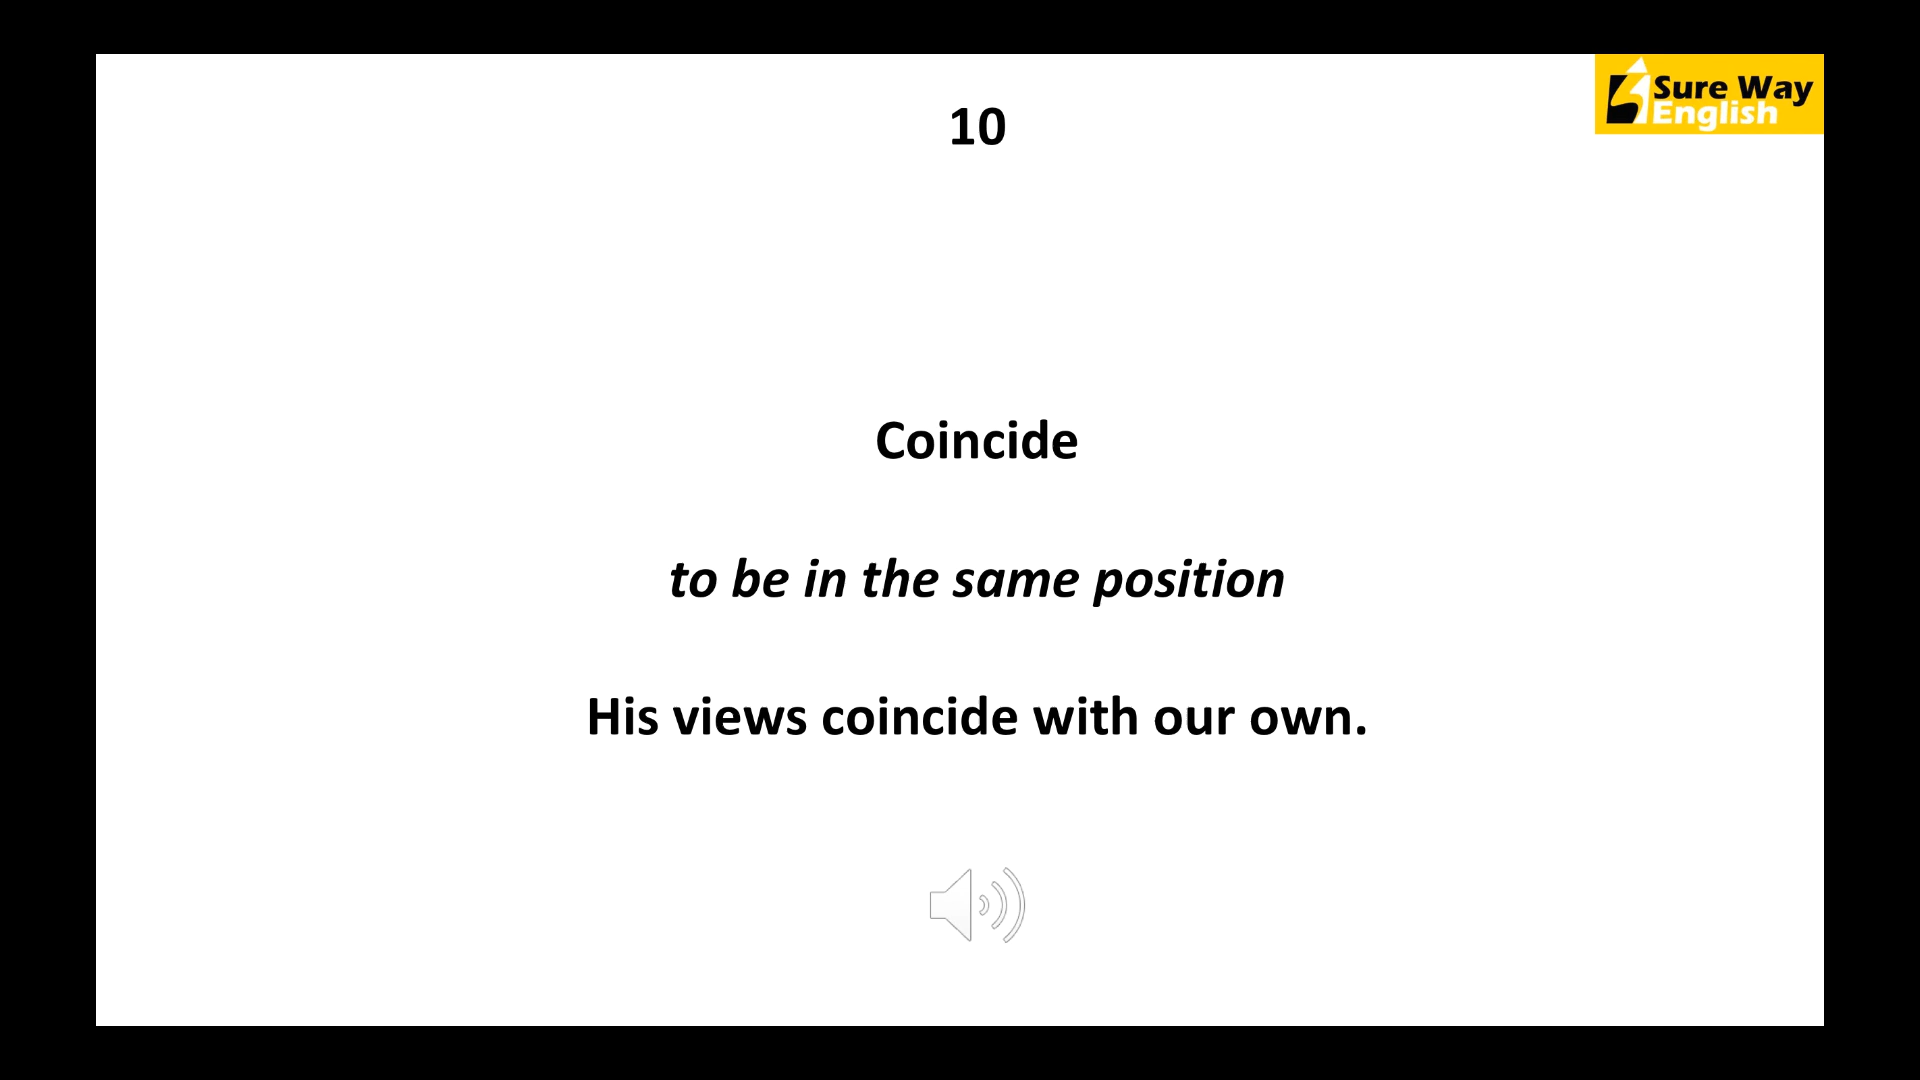 Sure Way
English
10
Coincide
to be in the same position
His views coincide with our own.